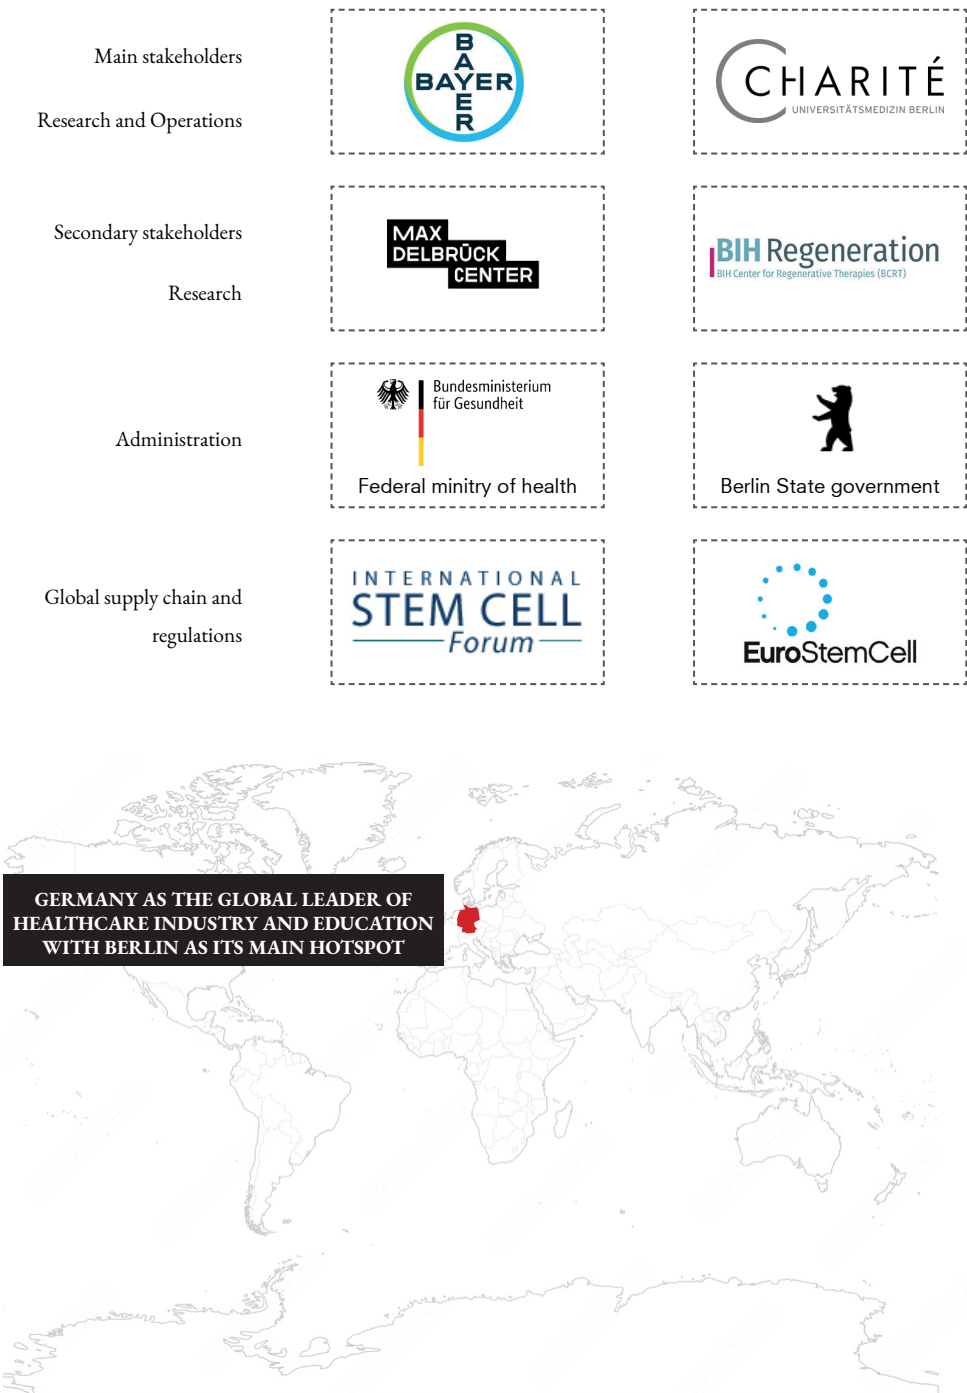 Main stakeholders
Research and Operations
BAYER
BAYER
CHARITÉ
UNIVERSITÄTSMEDIZIN BERLIN
Secondary stakeholders
Research
MAX
DELBRÜCK
CENTER
BIH Regeneration
BIH Center for Regenerative Therapies (BCRT)
Administration
Bundesministerium
für Gesundheit
Federal minitry of health
Berlin State government
Global supply chain and
regulations
INTERNATIONAL
STEM CELL
Forum
EuroStemCell
GERMANY AS THE GLOBAL LEADER OF
HEALTHCARE INDUSTRY AND EDUCATION
WITH BERLIN AS ITS MAIN HOTSPOT